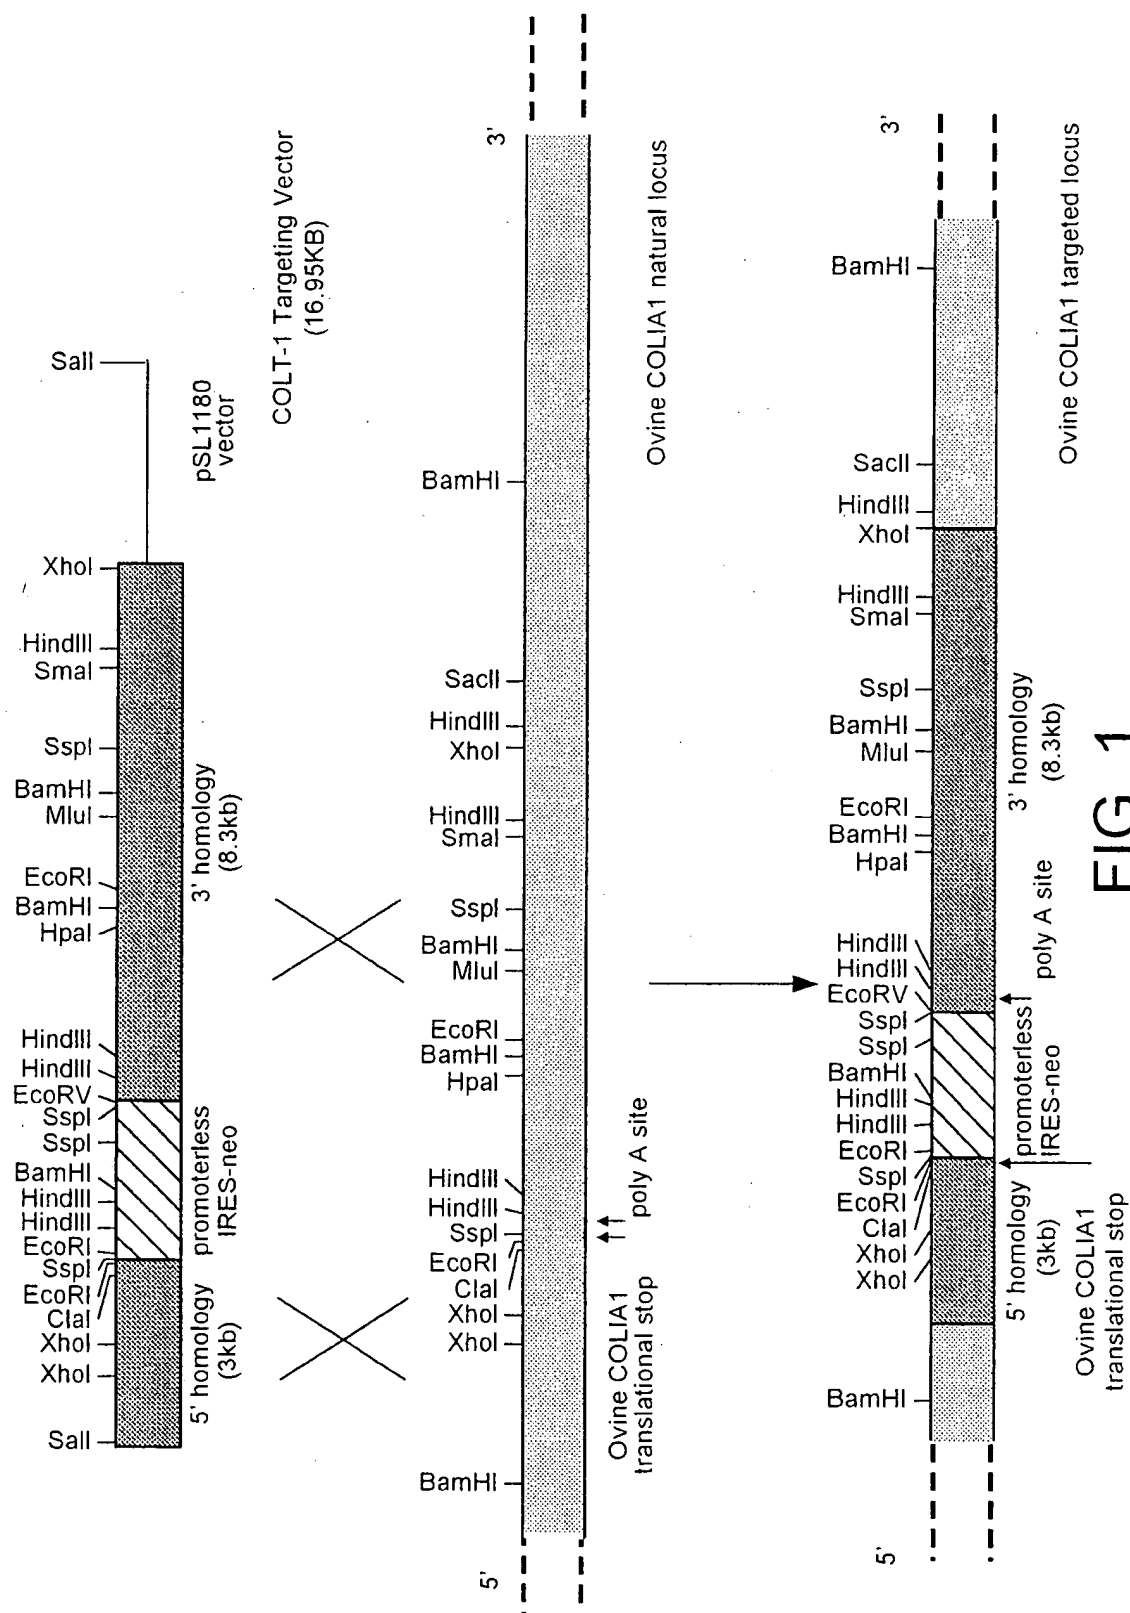 SalI
pSL1180
vector
COLT-1 Targeting Vector
(16.95KB)
XhoI
HindIII
SmaI
SspI
BamHI
MluI
EcoRI
BamHI
HpaI
HindIII
HindIII
EcoRV
SspI
SspI
BamHI
HindIII
HindIII
EcoRI
SspI
EcoRI
ClaI
XhoI
XhoI
SalI
3' homology
(8.3kb)
promoterless
IRES-neo
5' homology
(3kb)
3'
BamHI
SacII
HindIII
XhoI
HindIII
SmaI
SspI
BamHI
MluI
EcoRI
BamHI
HpaI
HindIII
HindIII
SspI
EcoRI
ClaI
XhoI
XhoI
BamHI
5'
Ovine COLIA1 natural locus
poly A site
Ovine COLIA1
translational stop
3'
BamHI
SacII
HindIII
XhoI
HindIII
SmaI
SspI
BamHI
MluI
EcoRI
BamHI
HpaI
HindIII
HindIII
EcoRV
SspI
SspI
BamHI
HindIII
HindIII
EcoRI
SspI
EcoRI
ClaI
XhoI
XhoI
BamHI
5'
Ovine COLIA1 targeted locus
3' homology
(8.3kb)
poly A site
promoterless
IRES-neo
5' homology
(3kb)
Ovine COLIA1
translational stop
FIG 1